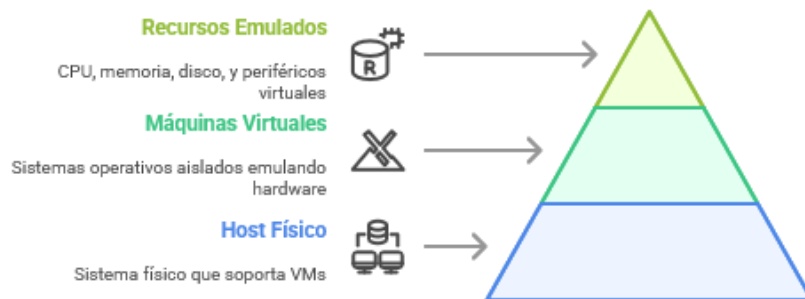 Recursos Emulados
CPU, memoria, disco, y periféricos
virtuales
R
Máquinas Virtuales
Sistemas operativos aislados emulando
hardware
Host Físico
Sistema físico que soporta VMs